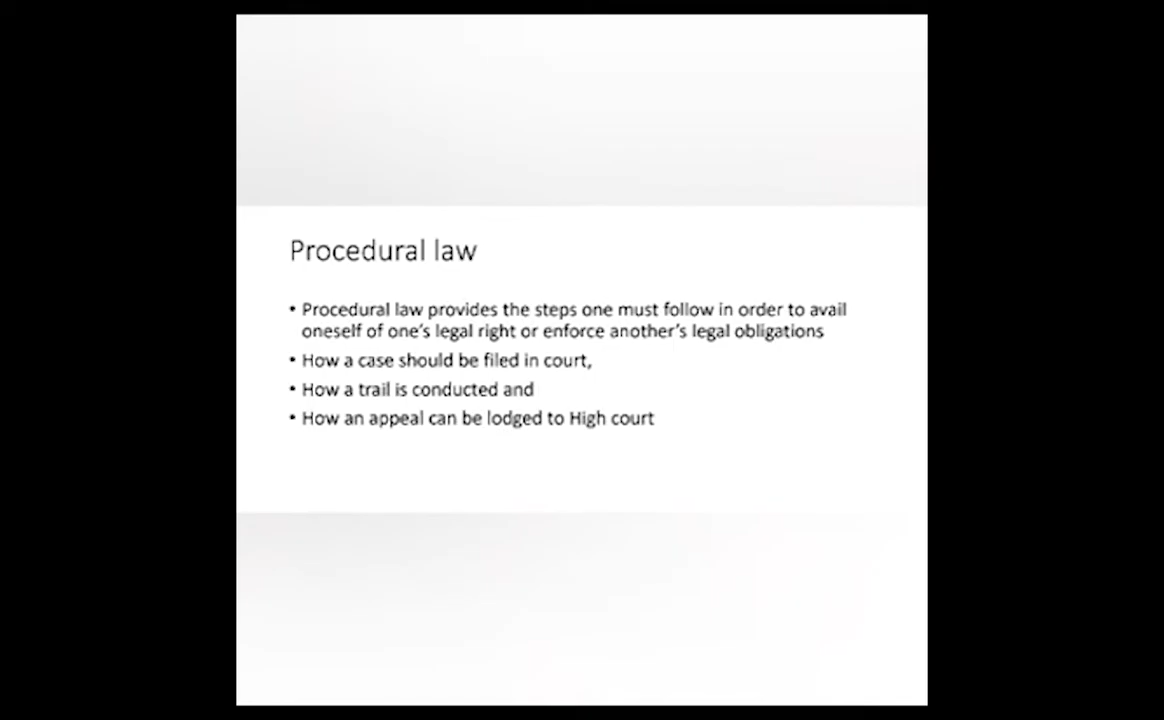 Procedural law
• Procedural law provides the steps one must follow in order to avail
oneself of one's legal right or enforce another's legal obligations
• How a case should be filed in court,
• How a trail is conducted and
• How an appeal can be lodged to High court